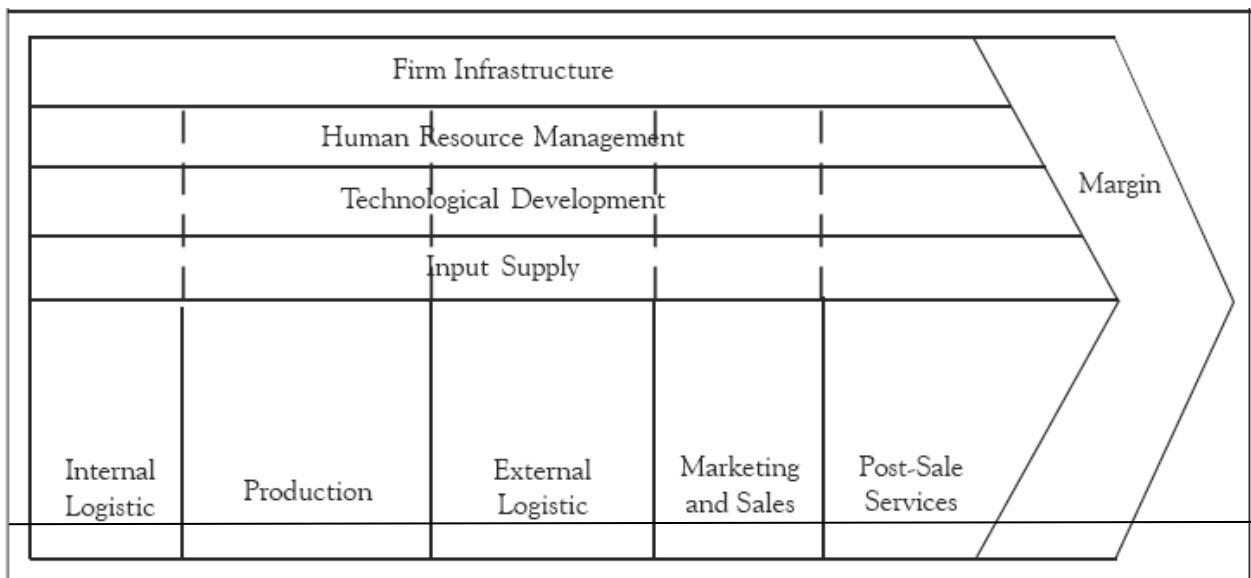 Firm Infrastructure
Human Resource Management
Technological Development
Margin
Input Supply
Internal
Logistic
Production
External
Logistic
Marketing
and Sales
Post-Sale
Services